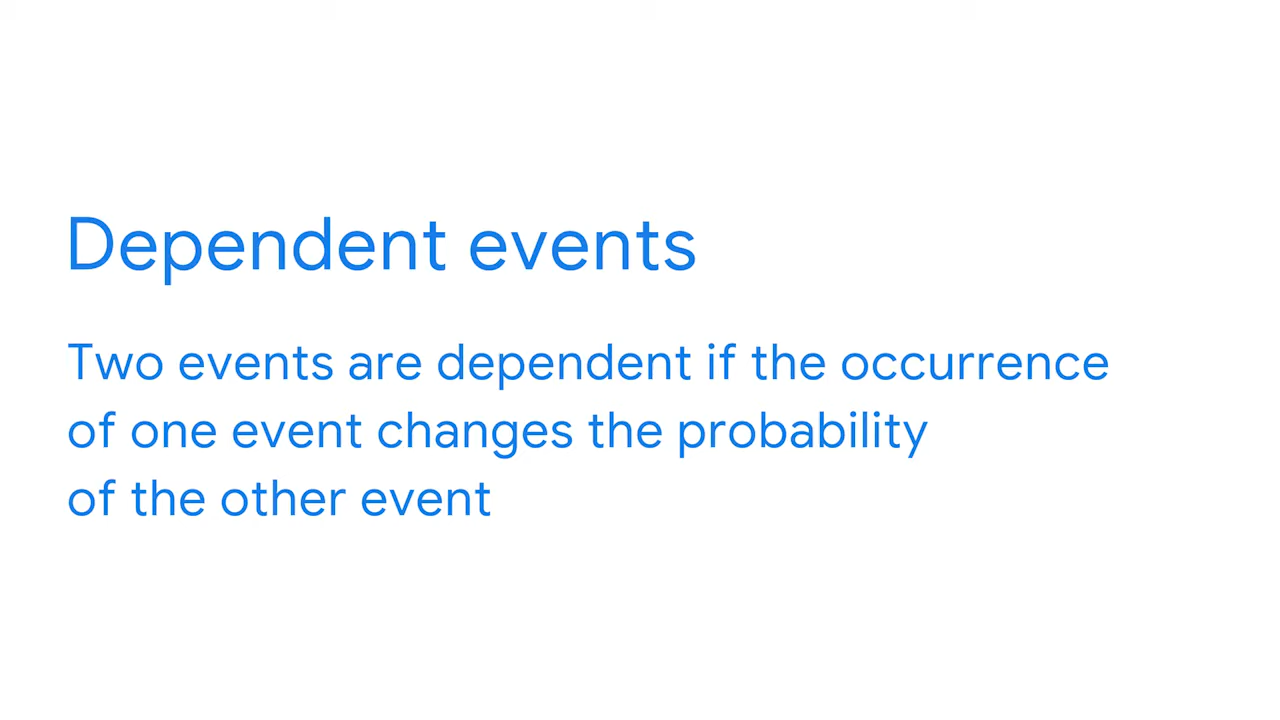 Dependent events
Two events are dependent if the occurrence
of one event changes the probability
of the other event